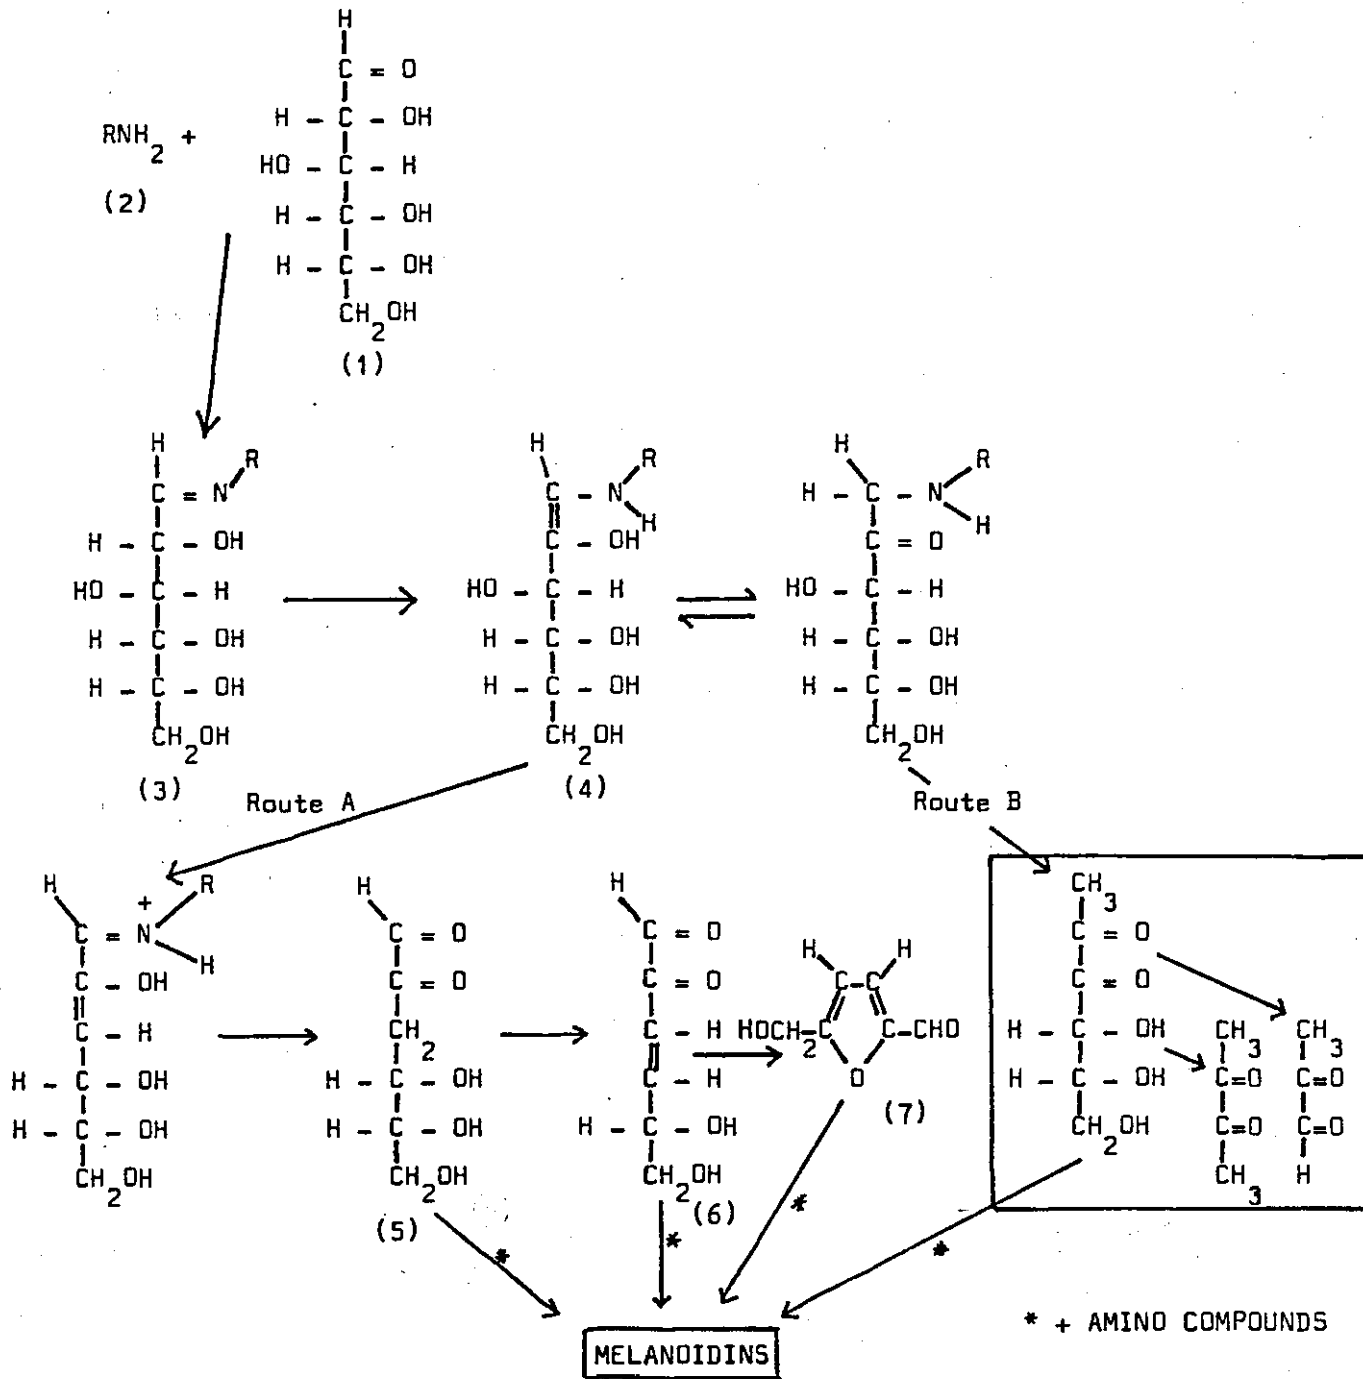 H
C = O
RNH2 +
H - C - OH
HO - C - H
(2)
H - C - OH
H - C - OH
CH2OH
(1)
H
R
C = N
H - C - OH
HO - C - H
H - C - OH
H - C - OH
CH2OH
(3)
H
R
C - N
H
C - OH
HO - C - H
H - C - OH
H - C - OH
CH2OH
(4)
H
R
H - C - N
H
C = O
HO - C - H
H - C - OH
H - C - OH
CH2OH
Route A
Route B
H
+
R
C = N
H
C - OH
C - H
H - C - OH
H - C - OH
CH2OH
H
C = O
C = O
CH2
H - C - OH
H - C - OH
CH2OH
(5)
H
C = O
C = O
C - H
C - H
H - C - OH
CH2OH
(6)
H H
C-C
HOCH2-C C-CHO
O
(7)
CH3
C = O
C = O
H - C - OH
H - C - OH
CH2OH
CH3
C=O
C=O
CH3
CH3
C=O
C=O
H
*
*
*
*
* + AMINO COMPOUNDS
MELANOIDINS